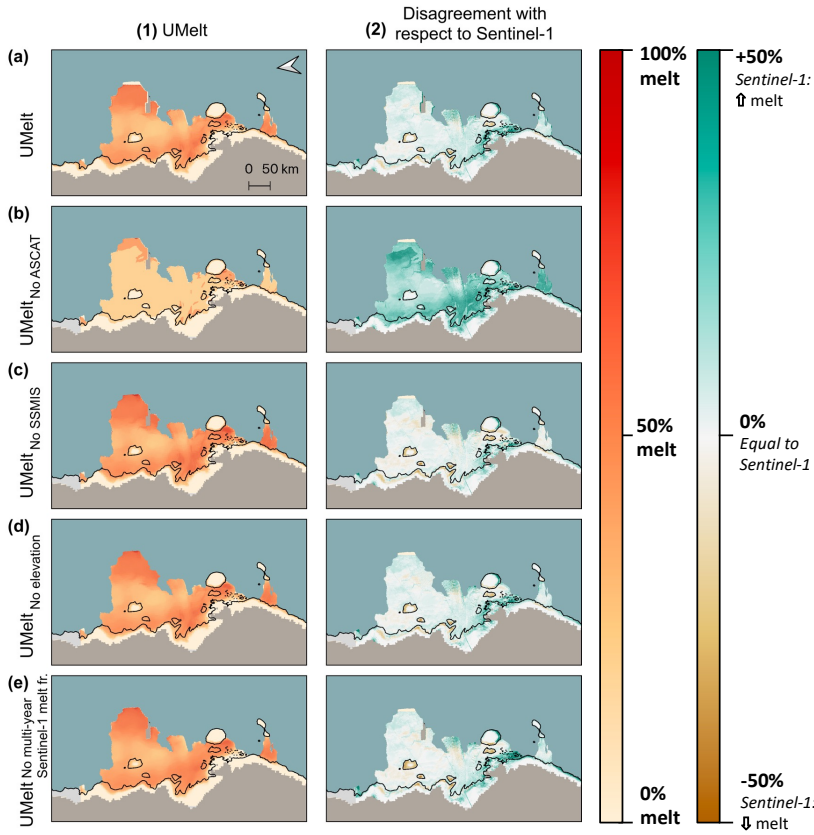 (1) UMelt
(2) Disagreement with
respect to Sentinel-1
(a)
UMelt
0 50 km
(b)
UMelt No ASCAT
(c)
UMelt No SSMIS
(d)
UMelt No elevation
(e)
UMelt No multi-year
Sentinel-1 melt fr.
100%
melt
50%
melt
0%
melt
+50%
Sentinel-1:
⇧ melt
0%
Equal to
Sentinel-1
-50%
Sentinel-1:
⇩ melt